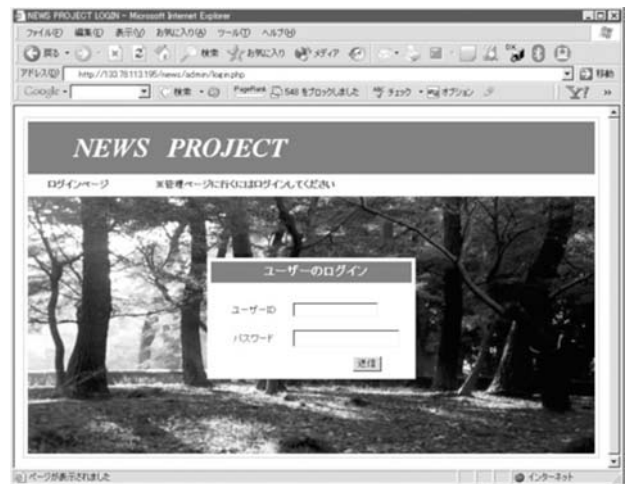 NEWS PROJECT LOGIN - Microsoft Internet Explorer
ファイル(F) 編集(E) 表示(V) お気に入り(A) ツール(T) ヘルプ(H)
戻る 検索 お気に入り メディア
アドレス(D) http://133.78.113.195/news/admin/login.php 移動
Google 検索 PageRank 548 をブロックしました チェック オプション
NEWS PROJECT
ログインページ ※管理ページに行くにはログインしてください
ユーザーのログイン
ユーザーID
パスワード
送信
ページが表示されました インターネット